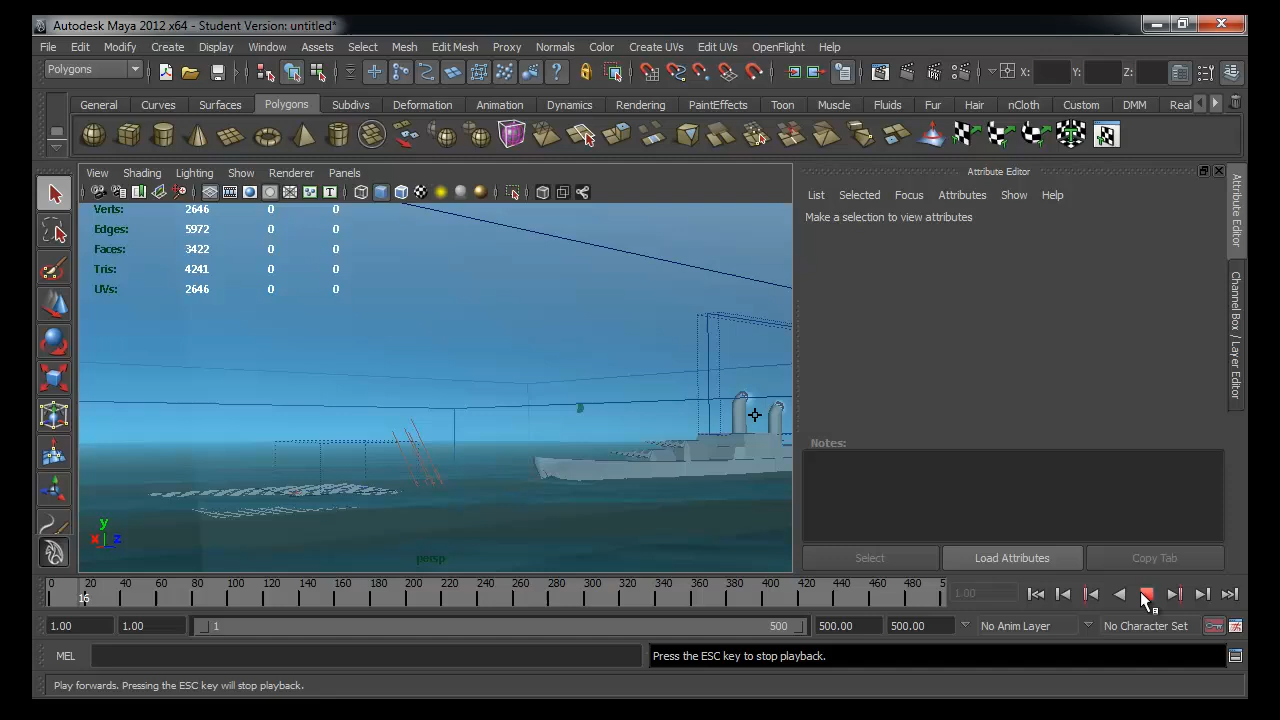 Autodesk Maya 2012 x64 - Student Version: untitled*
File Edit Modify Create Display Window Assets Select Mesh Edit Mesh Proxy Normals Color Create UVs Edit UVs OpenFlight Help
Polygons X: Y: Z:
General Curves Surfaces Polygons Subdivs Deformation Animation Dynamics Rendering PaintEffects Toon Muscle Fluids Fur Hair nCloth Custom DMM Real
View Shading Lighting Show Renderer Panels
Attribute Editor
List Selected Focus Attributes Show Help
Make a selection to view attributes
Verts: 2646 0 0
Edges: 5972 0 0
Faces: 3422 0 0
Tris: 4241 0 0
UVs: 2646 0 0
y
x z
persp
Notes:
Select Load Attributes Copy Tab
Attribute Editor
Channel Box / Layer Editor
0 20 40 60 80 100 120 140 160 180 200 220 240 260 280 300 320 340 360 380 400 420 440 460 480 5
16
1.00
1.00 1.00 1 500 500.00 500.00 No Anim Layer No Character Set
MEL Press the ESC key to stop playback.
Play forwards. Pressing the ESC key will stop playback.